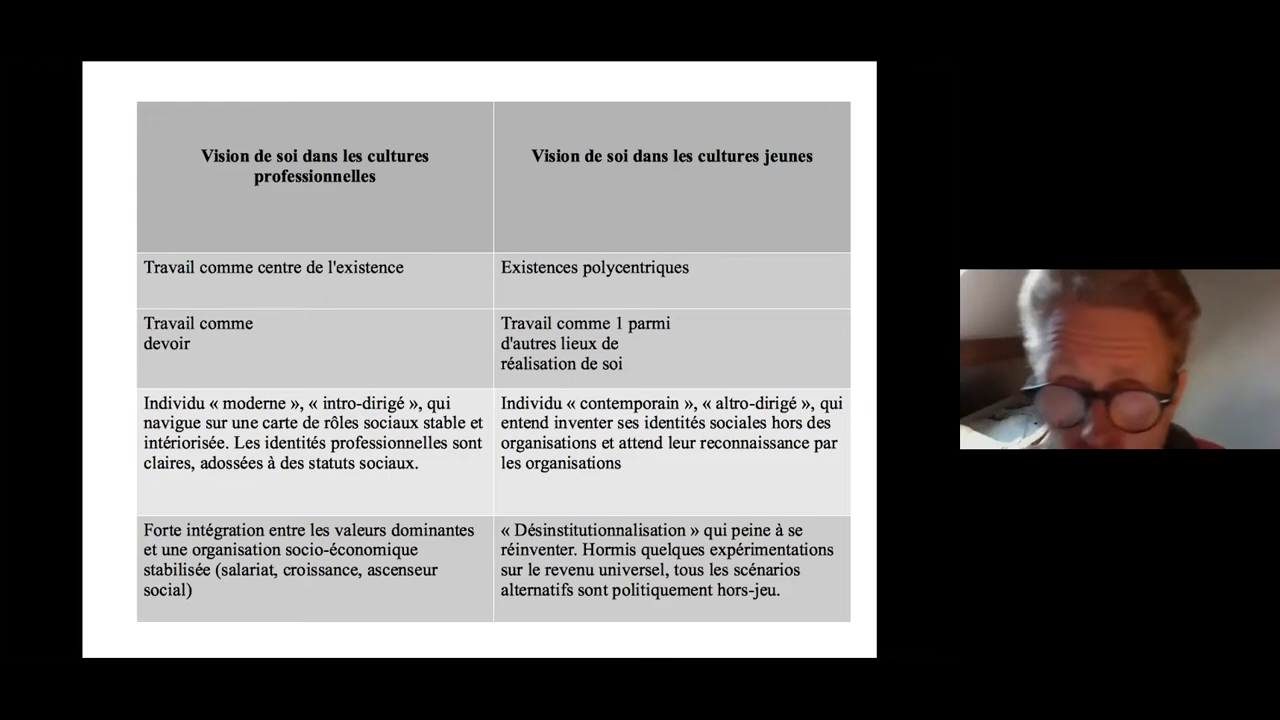 Vision de soi dans les cultures
professionnelles
Vision de soi dans les cultures jeunes
Travail comme centre de l'existence
Existences polycentriques
Travail comme
devoir
Travail comme 1 parmi
d'autres lieux de
réalisation de soi
Individu « moderne », « intro-dirigé », qui
navigue sur une carte de rôles sociaux stable et
intériorisée. Les identités professionnelles sont
claires, adossées à des statuts sociaux.
Individu « contemporain », « altro-dirigé », qui
entend inventer ses identités sociales hors des
organisations et attend leur reconnaissance par
les organisations
Forte intégration entre les valeurs dominantes
et une organisation socio-économique
stabilisée (salariat, croissance, ascenseur
social)
« Désinstitutionnalisation » qui peine à se
réinventer. Hormis quelques expérimentations
sur le revenu universel, tous les scénarios
alternatifs sont politiquement hors-jeu.